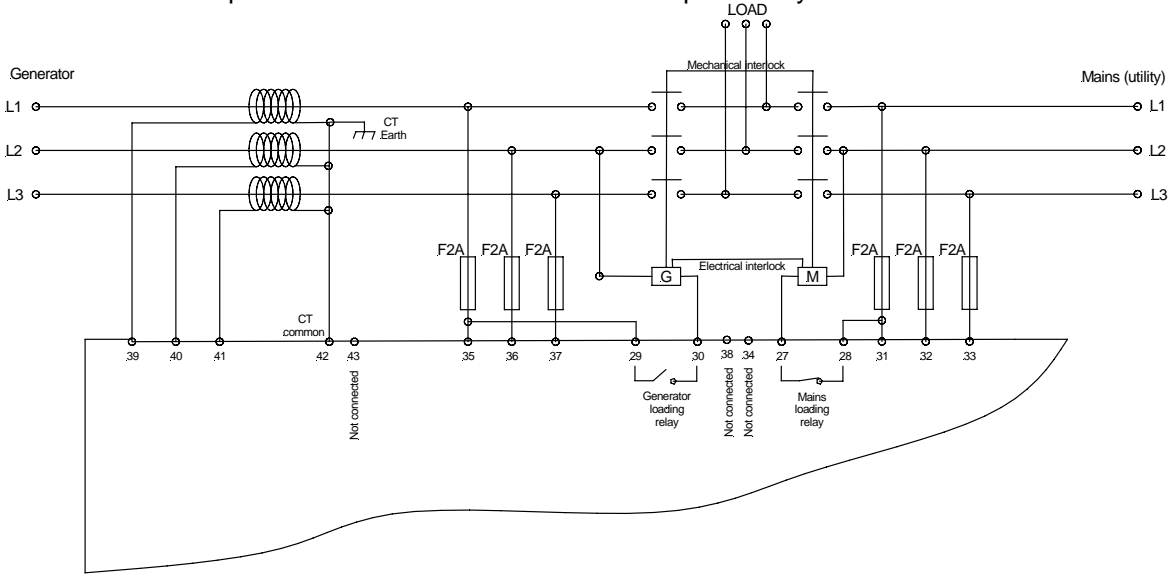 LOAD
Mechanical interlock
Generator
Mains (utility)
L1
L1
CT
Earth
L2
L2
L3
L3
F2A
F2A
F2A
F2A
F2A
F2A
Electrical interlock
G
M
CT
common
39
40
41
42
43
35
36
37
29
30
38
34
27
28
31
32
33
Not connected
Generator
loading
relay
Not connected
Not connected
Mains
loading
relay